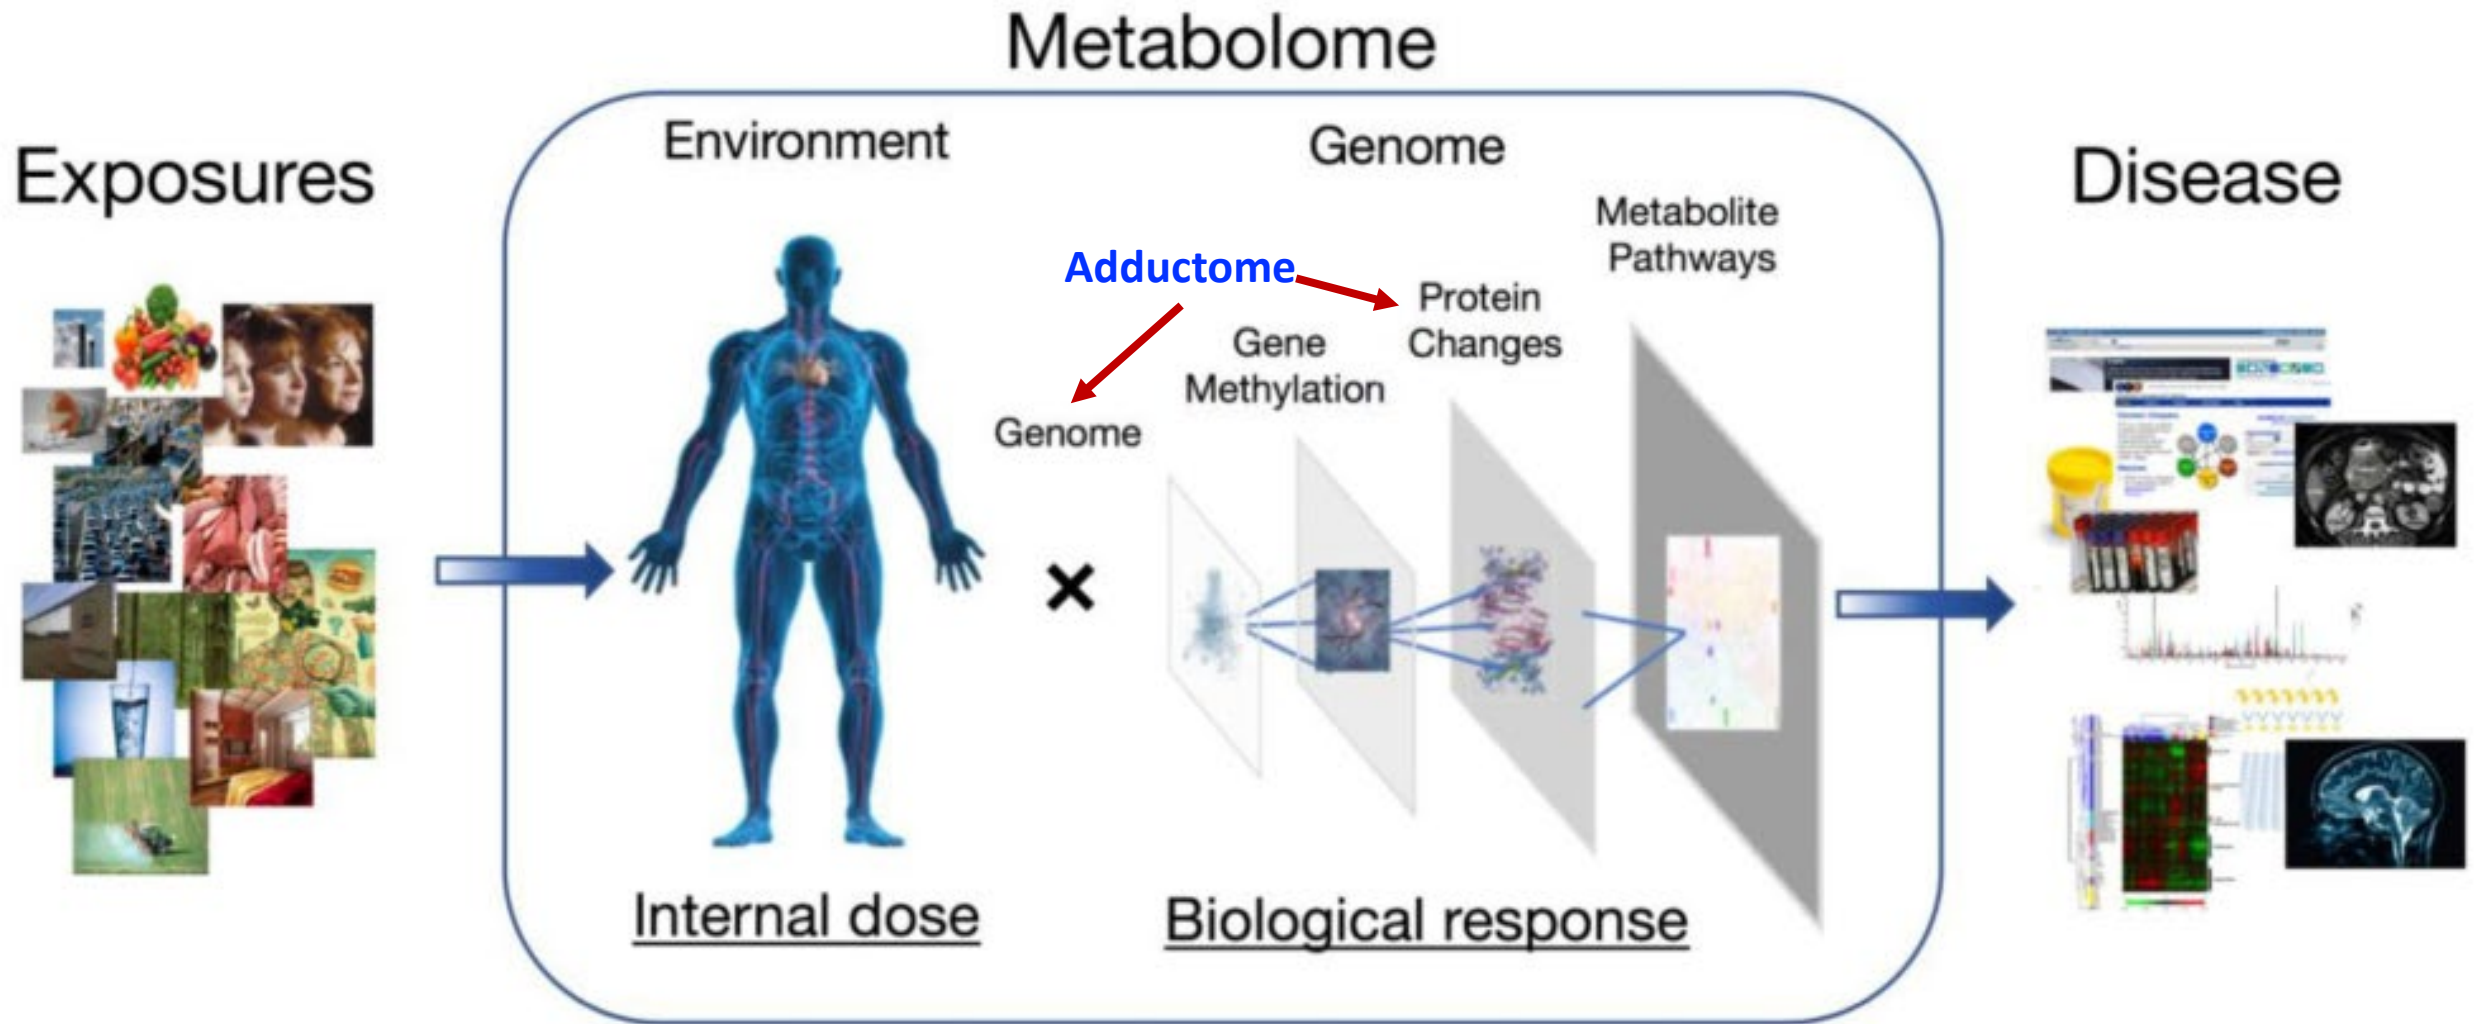 Metabolome
Exposures
Environment
Genome
Disease
Metabolite
Pathways
Adductome
Protein
Changes
Gene
Methylation
Genome
×
Internal dose
Biological response